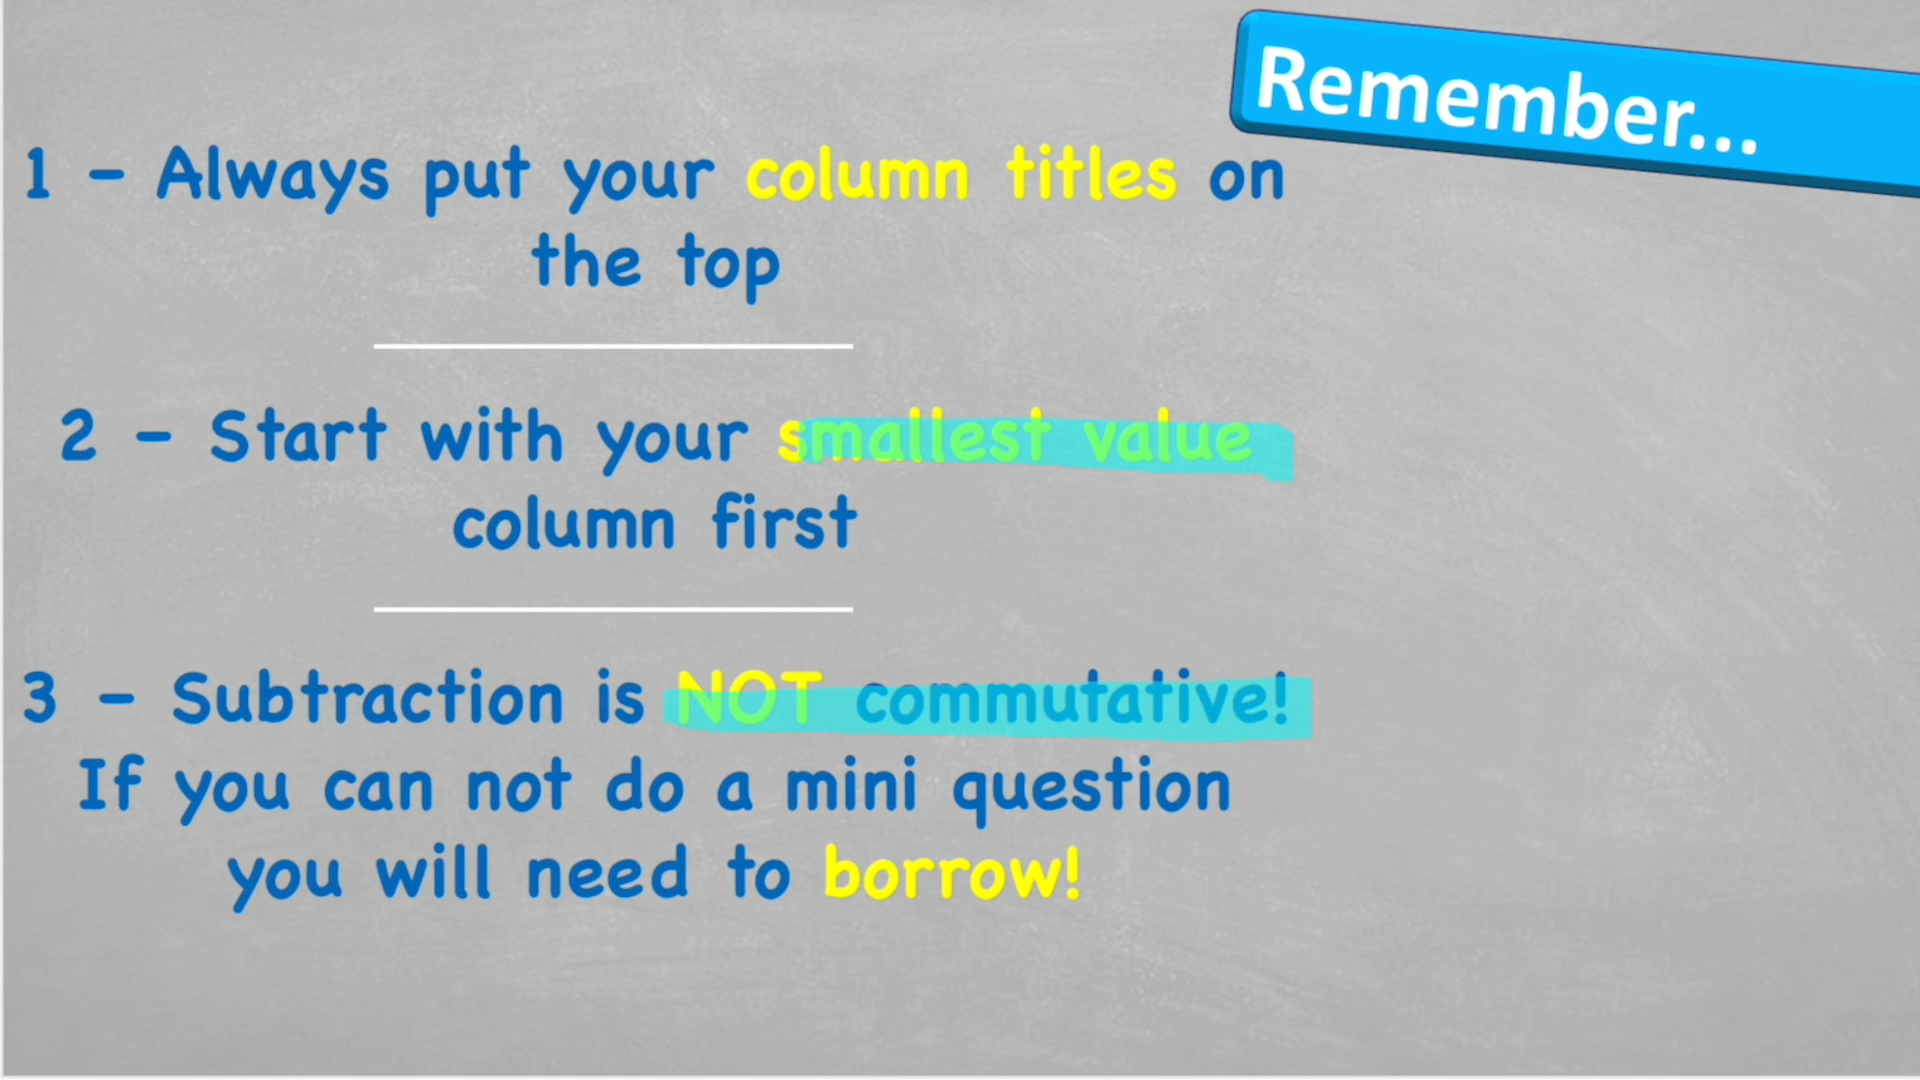 Remember...
1 - Always put your column titles on
the top
2 - Start with your smallest value
column first
3 - Subtraction is NOT commutative!
If you can not do a mini question
you will need to borrow!